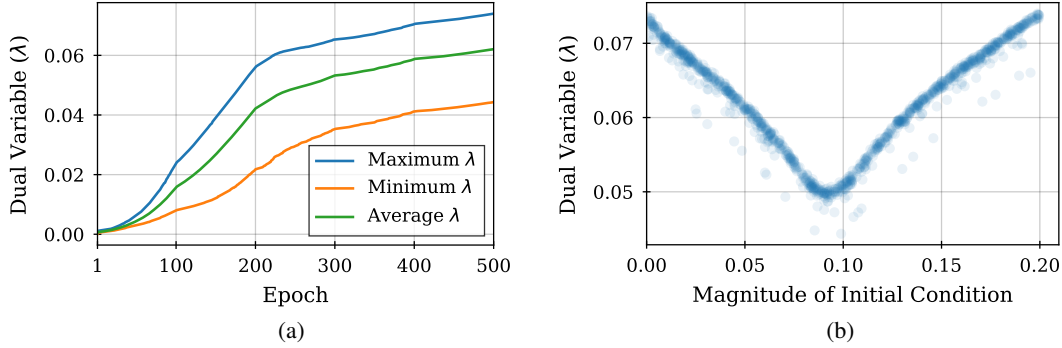 Dual Variable (λ)
0.06
0.04
0.02
0.00
Maximum λ
Minimum λ
Average λ
1
100
200
300
400
500
Epoch
(a)
Dual Variable (λ)
0.07
0.06
0.05
0.00
0.05
0.10
0.15
0.20
Magnitude of Initial Condition
(b)